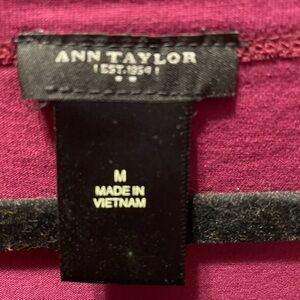 ANN TAYLOR
EST. 1954
M
MADE IN
VIETNAM